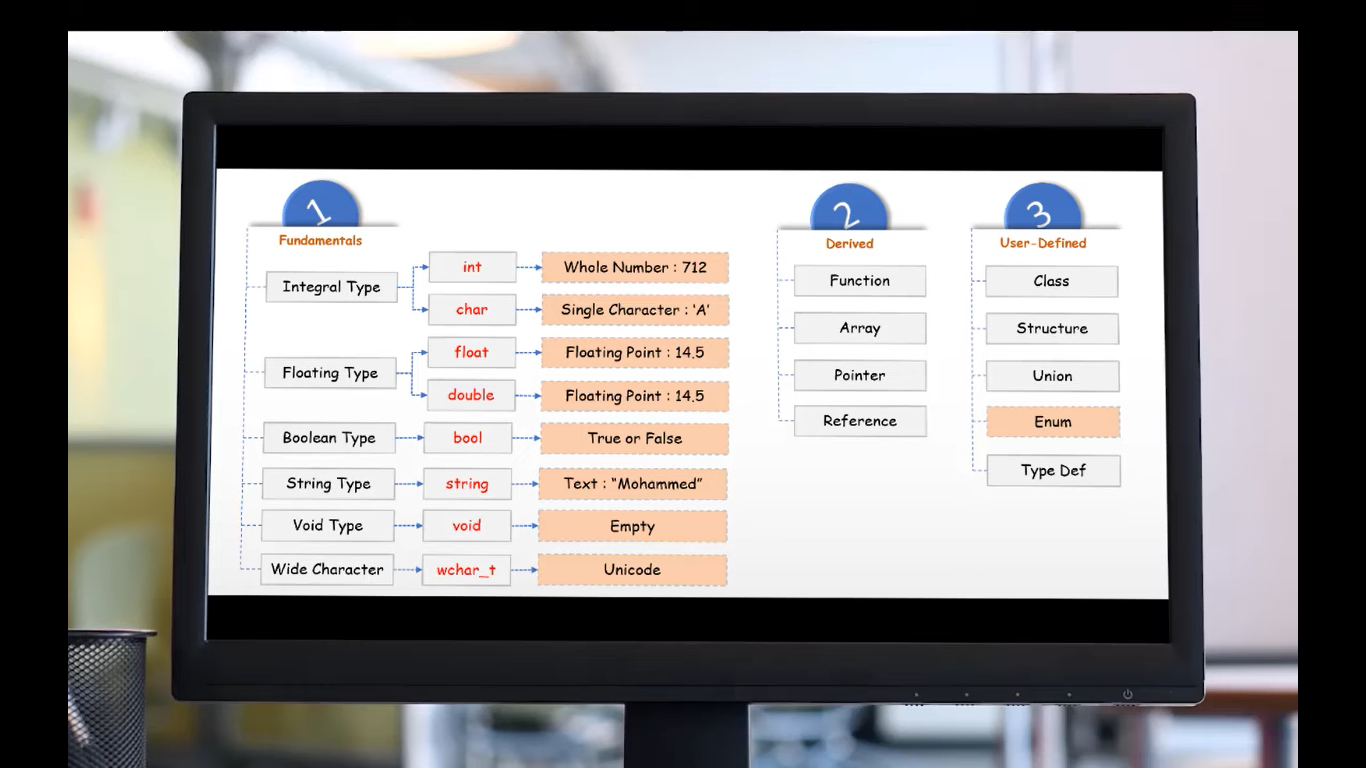 1
Fundamentals
Integral Type
int
Whole Number : 712
char
Single Character : ‘A’
Floating Type
float
Floating Point : 14.5
double
Floating Point : 14.5
Boolean Type
bool
True or False
String Type
string
Text : “Mohammed”
Void Type
void
Empty
Wide Character
wchar_t
Unicode
2
Derived
Function
Array
Pointer
Reference
3
User-Defined
Class
Structure
Union
Enum
Type Def